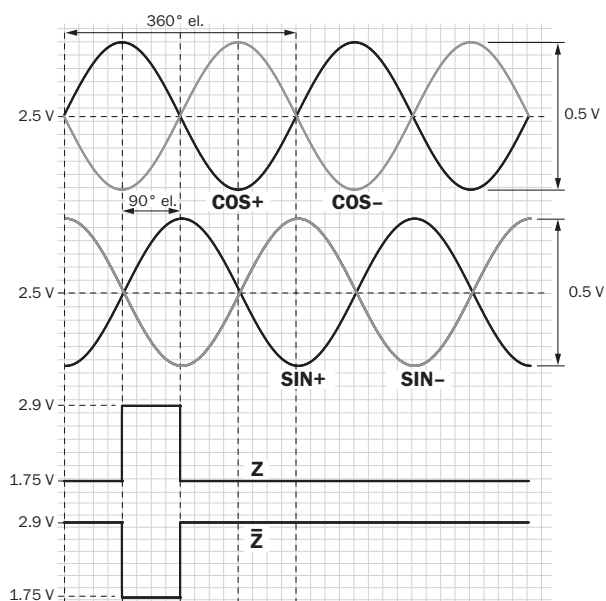 360° el.
2.5 V
0.5 V
COS+
COS–
90° el.
2.5 V
0.5 V
SIN+
SIN–
2.9 V
Z
1.75 V
2.9 V
Z̅
1.75 V